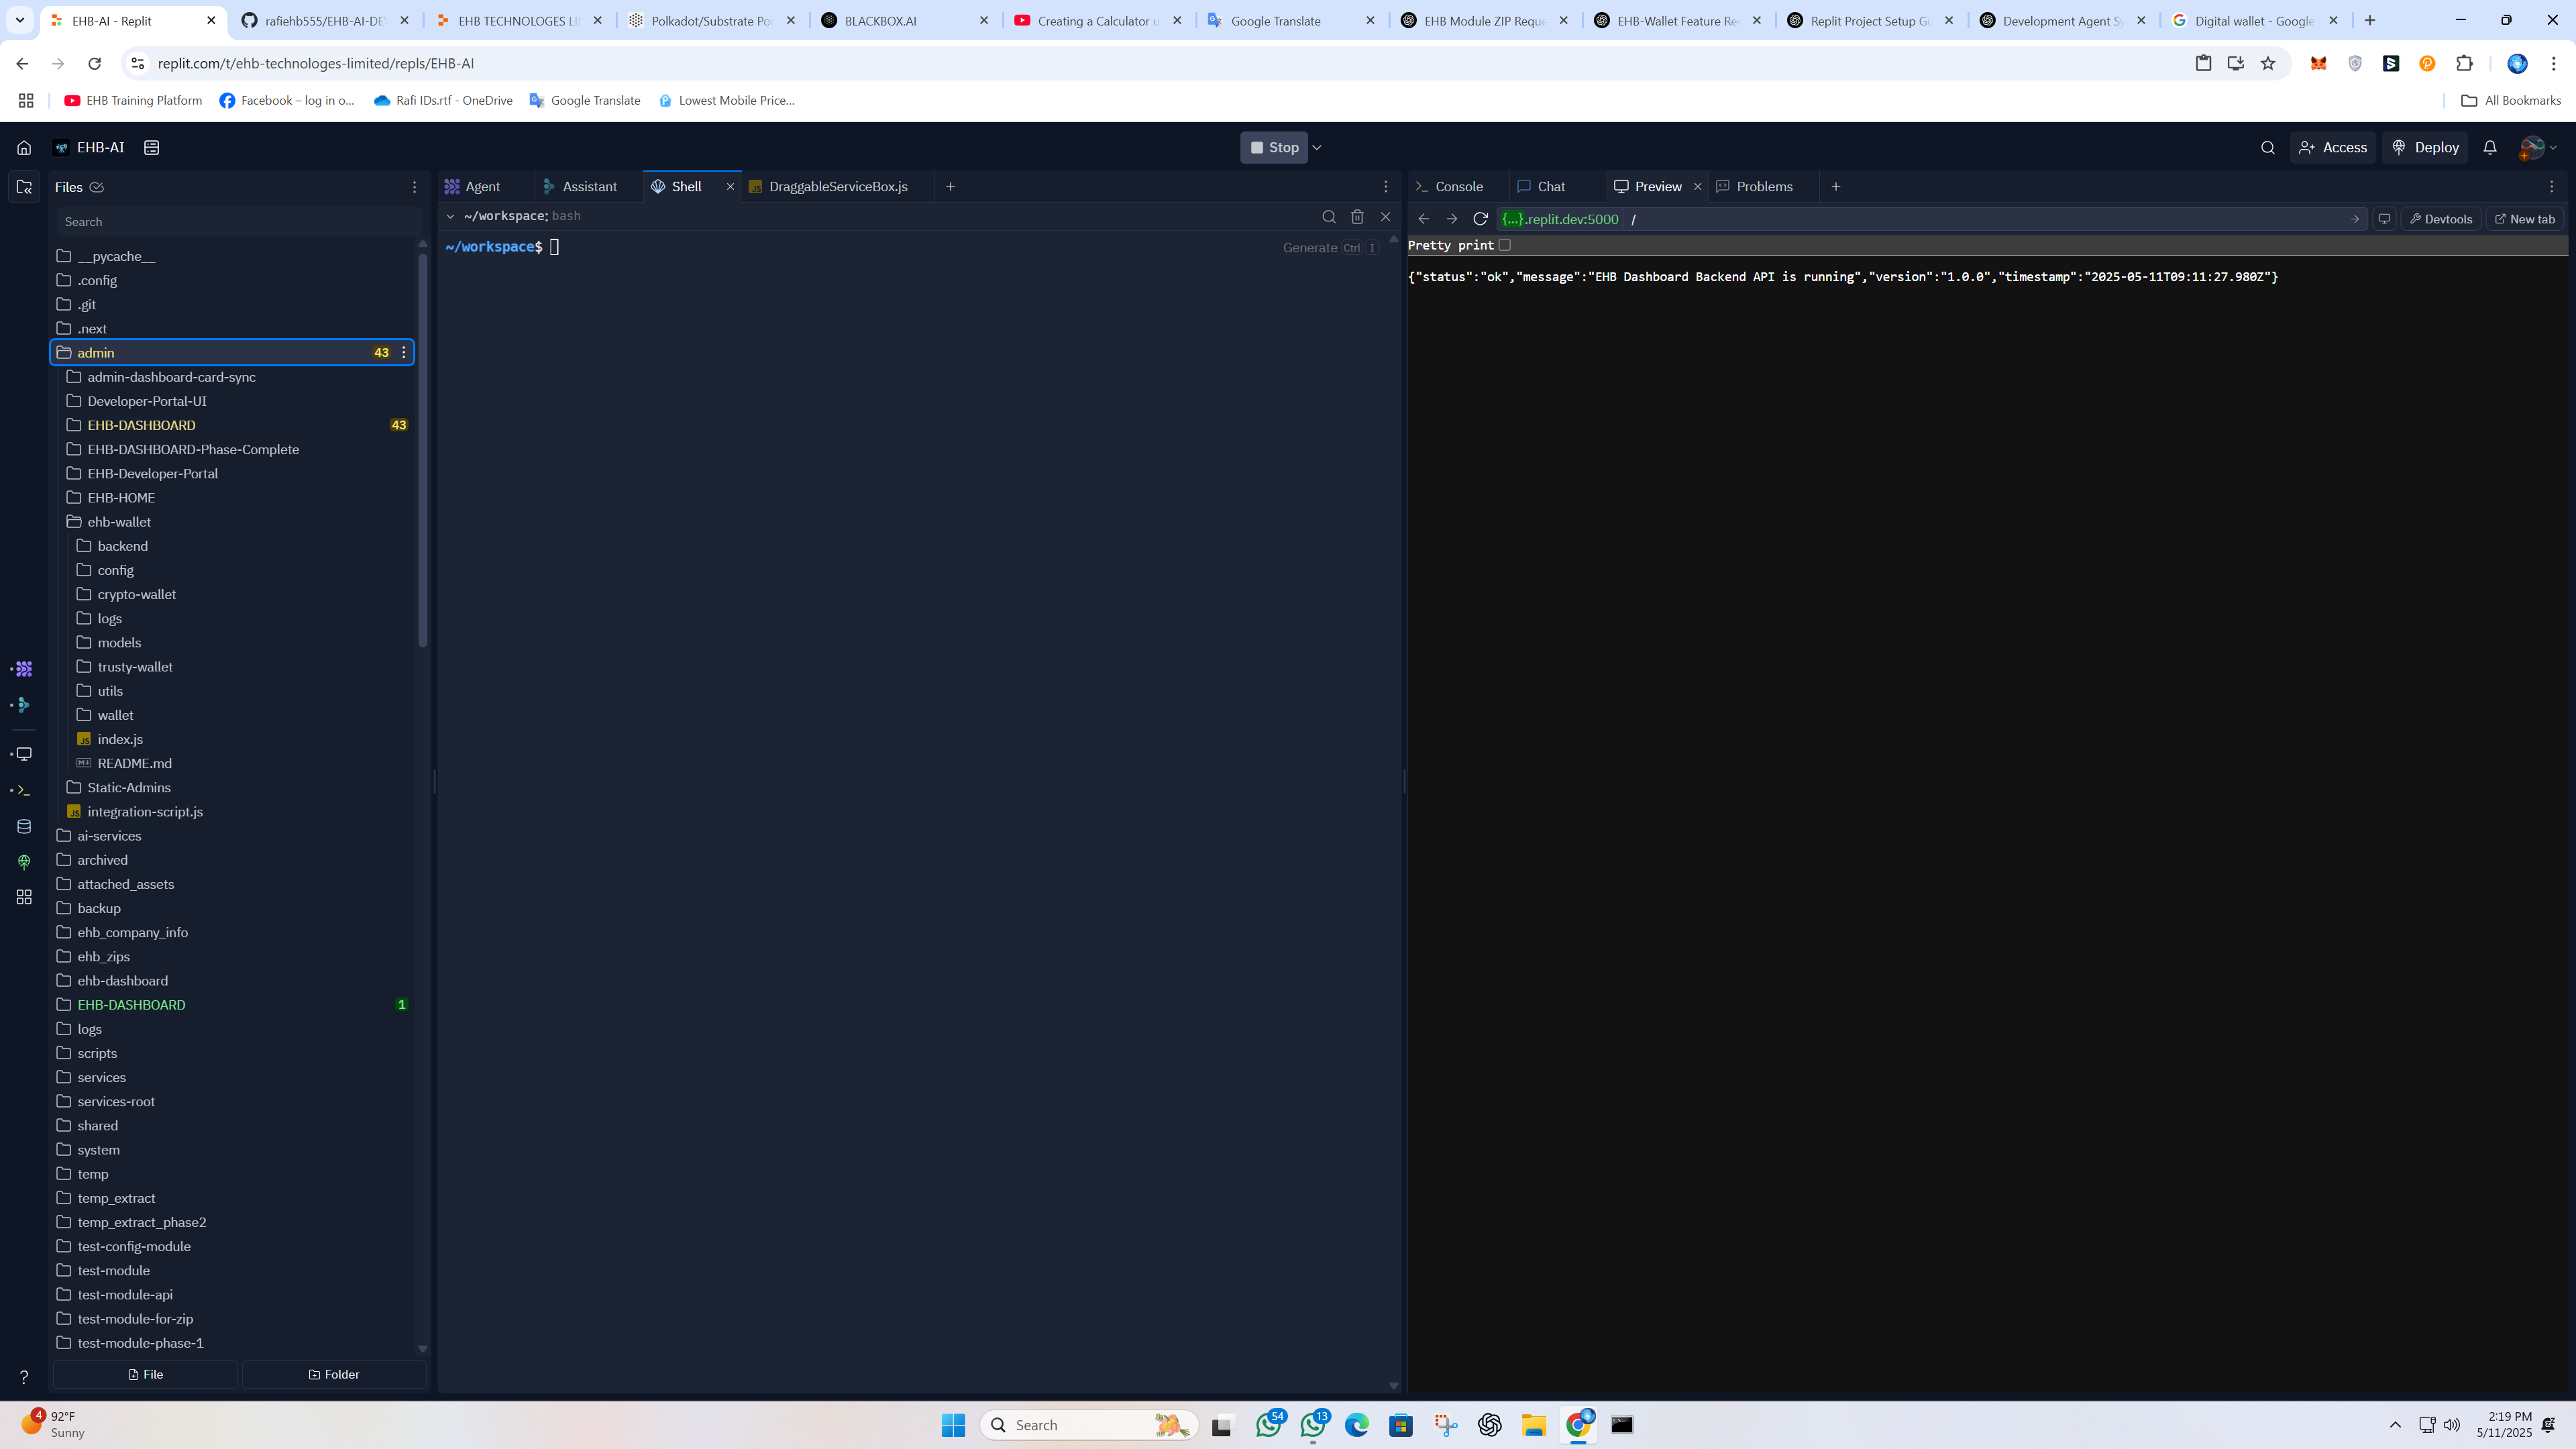 EHB-AI - Replit
rafiehb555/EHB-AI-DE
EHB TECHNOLOGES LI
Polkadot/Substrate Po
BLACKBOX.AI
Creating a Calculator u
Google Translate
EHB Module ZIP Reque
EHB-Wallet Feature Re
Replit Project Setup Gu
Development Agent Sy
Digital wallet - Google
replit.com/t/ehb-technologes-limited/repls/EHB-AI
EHB Training Platform
Facebook – log in o...
Rafi IDs.rtf - OneDrive
Google Translate
Lowest Mobile Price...
All Bookmarks
EHB-AI
Stop
Access
Deploy
Files
Agent
Assistant
Shell
DraggableServiceBox.js
Console
Chat
Preview
Problems
Search
~/workspace: bash
{...}.replit.dev:5000 /
Devtools
New tab
~/workspace$
Generate Ctrl I
Pretty print
{"status":"ok","message":"EHB Dashboard Backend API is running","version":"1.0.0","timestamp":"2025-05-11T09:11:27.980Z"}
__pycache__
.config
.git
.next
admin 43
admin-dashboard-card-sync
Developer-Portal-UI
EHB-DASHBOARD 43
EHB-DASHBOARD-Phase-Complete
EHB-Developer-Portal
EHB-HOME
ehb-wallet
backend
config
crypto-wallet
logs
models
trusty-wallet
utils
wallet
index.js
README.md
Static-Admins
integration-script.js
ai-services
archived
attached_assets
backup
ehb_company_info
ehb_zips
ehb-dashboard
EHB-DASHBOARD 1
logs
scripts
services
services-root
shared
system
temp
temp_extract
temp_extract_phase2
test-config-module
test-module
test-module-api
test-module-for-zip
test-module-phase-1
File
Folder
4
92°F
Sunny
Search
54
13
2:19 PM
5/11/2025